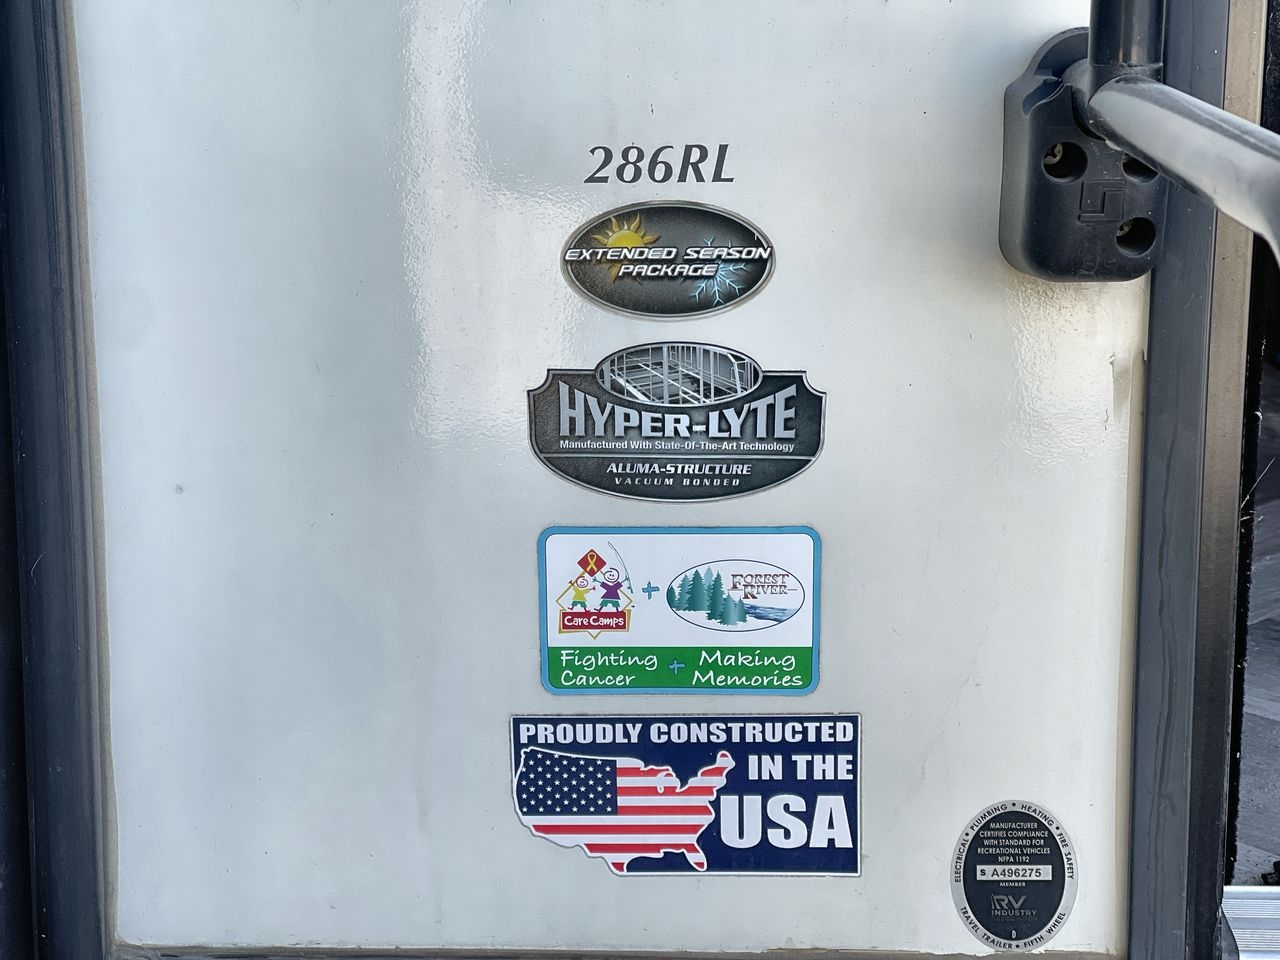 286RL
EXTENDED SEASON
PACKAGE
HYPER-LYTE
Manufactured With State-Of-The-Art Technology
ALUMA-STRUCTURE
VACUUM BONDED
Care Camps
+
FOREST
RIVER
Fighting
Cancer
+
Making
Memories
PROUDLY CONSTRUCTED
IN THE
USA
ELECTRICAL • PLUMBING • HEATING • FIRE SAFETY
MANUFACTURER
CERTIFIES COMPLIANCE
WITH STANDARD FOR
RECREATIONAL VEHICLES
NFPA 1192
S A496275
MEMBER
RV
INDUSTRY
D
TRAVEL TRAILER • FIFTH WHEEL